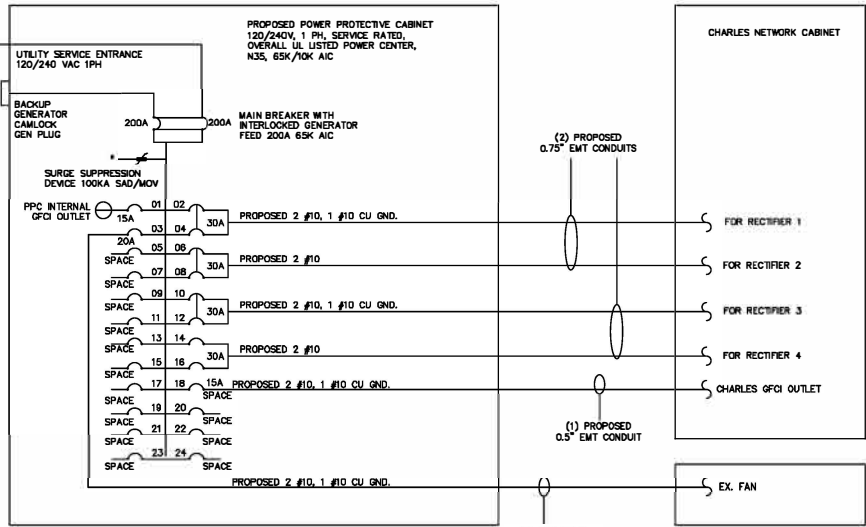 PROPOSED POWER PROTECTIVE CABINET
120/240V, 1 PH, SERVICE RATED,
OVERALL UL LISTED POWER CENTER,
N35, 65K/10K AIC
CHARLES NETWORK CABINET
UTILITY SERVICE ENTRANCE
120/240 VAC 1PH
BACKUP
GENERATOR
CAMLOCK
GEN PLUG
200A
200A
MAIN BREAKER WITH
INTERLOCKED GENERATOR
FEED 200A 65K AIC
(2) PROPOSED
0.75" EMT CONDUITS
*
SURGE SUPPRESSION
DEVICE 100KA SAD/MOV
PPC INTERNAL
GFCI OUTLET
15A
01 02
30A
PROPOSED 2 #10, 1 #10 CU GND.
FOR RECTIFIER 1
03 04
20A
05 06
SPACE
30A
PROPOSED 2 #10
FOR RECTIFIER 2
07 08
SPACE
09 10
SPACE
30A
PROPOSED 2 #10, 1 #10 CU GND.
FOR RECTIFIER 3
11 12
SPACE
13 14
SPACE
30A
PROPOSED 2 #10
FOR RECTIFIER 4
15 16
SPACE
17 18
15A
PROPOSED 2 #10, 1 #10 CU GND.
CHARLES GFCI OUTLET
SPACE
SPACE
19 20
SPACE
SPACE
21 22
SPACE
SPACE
23 24
SPACE
SPACE
(1) PROPOSED
0.5" EMT CONDUIT
PROPOSED 2 #10, 1 #10 CU GND.
EX. FAN